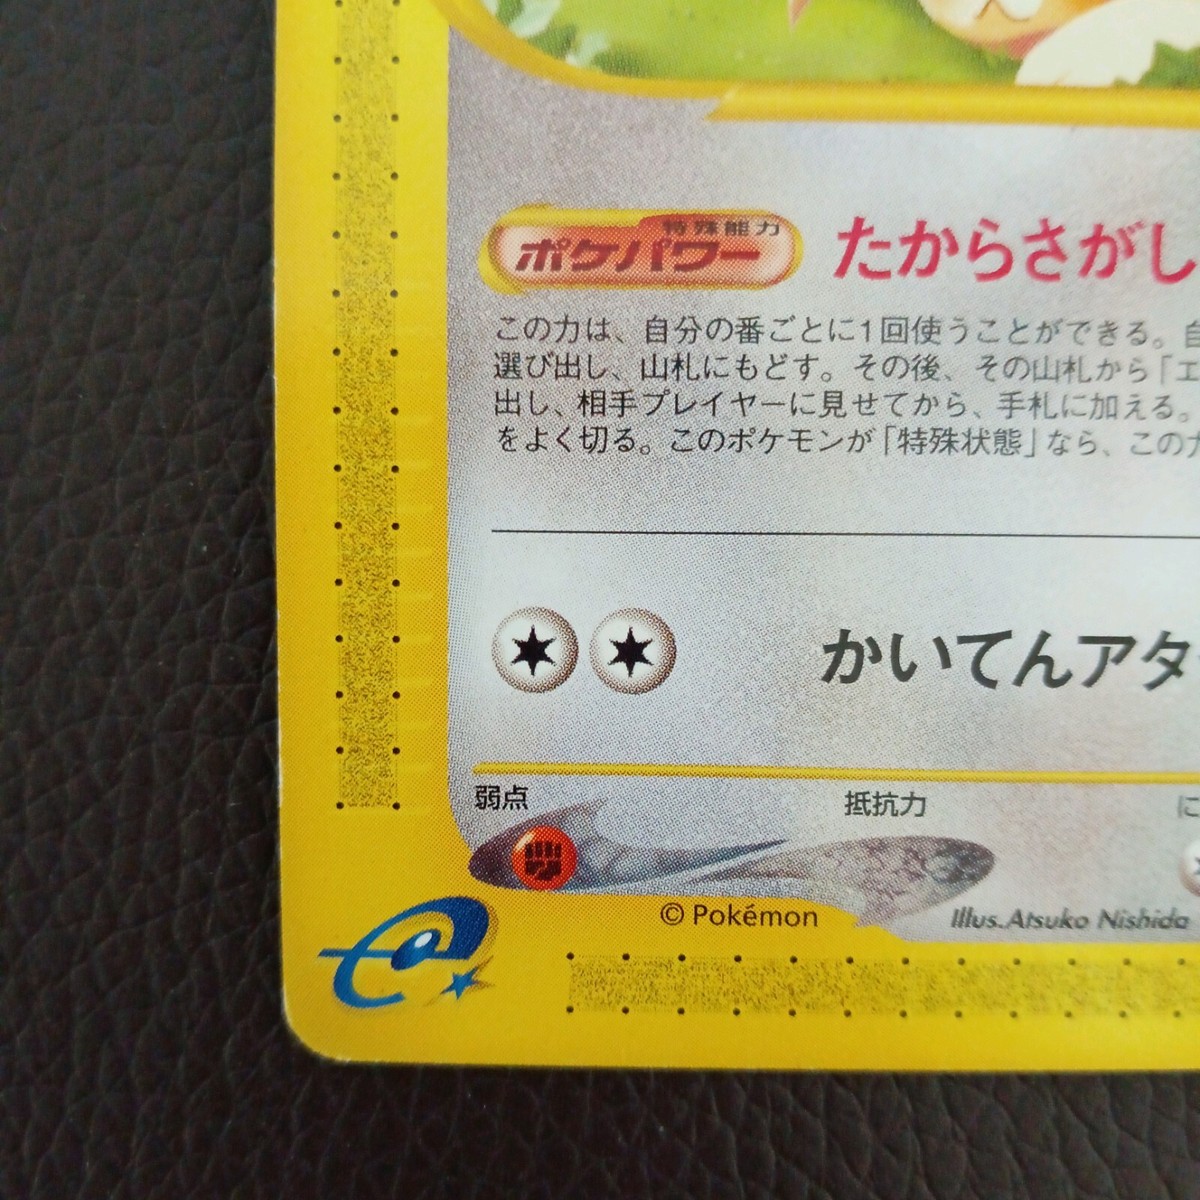 特殊能力
ポケパワー
たからさがし
この力は、自分の番ごとに1回使うことができる。自
選び出し、山札にもどす。その後、その山札から「エ
出し、相手プレイヤーに見せてから、手札に加える。
をよく切る。このポケモンが「特殊状態」なら、この力
かいてんアタ
弱点
抵抗力
に
© Pokémon
Illus. Atsuko Nishida
e